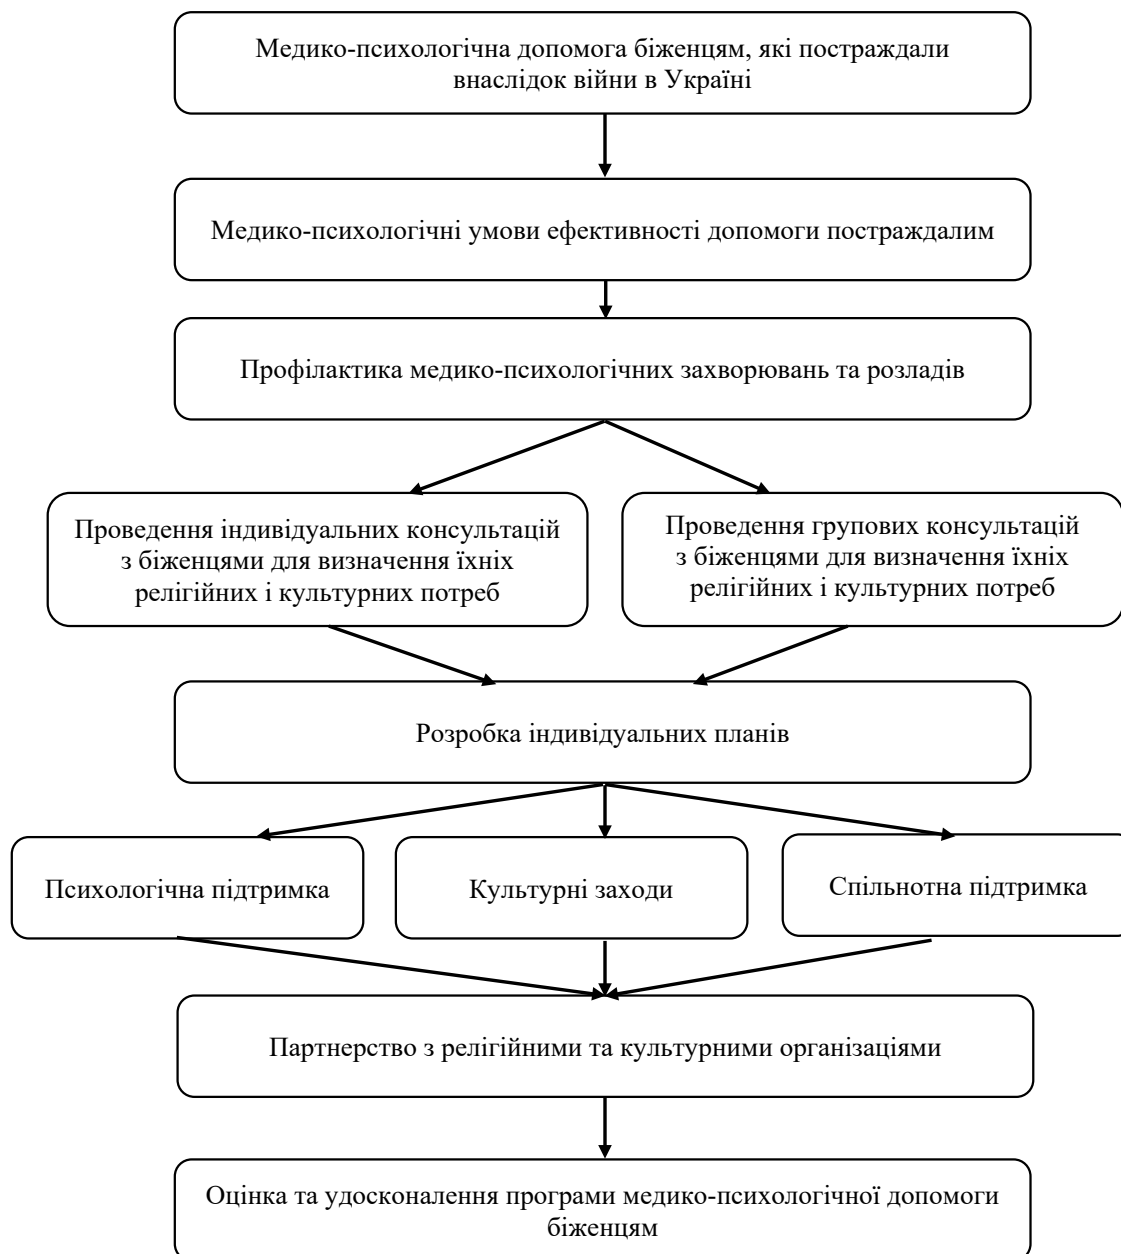 Медико-психологічна допомога біженцям, які постраждали
внаслідок війни в Україні
Медико-психологічні умови ефективності допомоги постраждалим
Профілактика медико-психологічних захворювань та розладів
Проведення індивідуальних консультацій
з біженцями для визначення їхніх
релігійних і культурних потреб
Проведення групових консультацій
з біженцями для визначення їхніх
релігійних і культурних потреб
Розробка індивідуальних планів
Психологічна підтримка
Культурні заходи
Спільнотна підтримка
Партнерство з релігійними та культурними організаціями
Оцінка та удосконалення програми медико-психологічної допомоги
біженцям